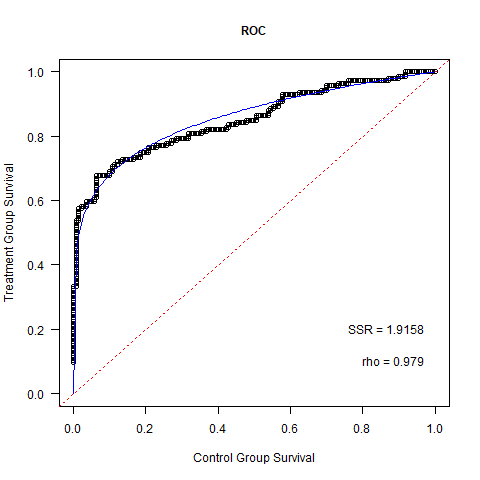 ROC
Treatment Group Survival
1.0
0.8
0.6
0.4
0.2
0.0
SSR = 1.9158
rho = 0.979
0.0 0.2 0.4 0.6 0.8 1.0
Control Group Survival